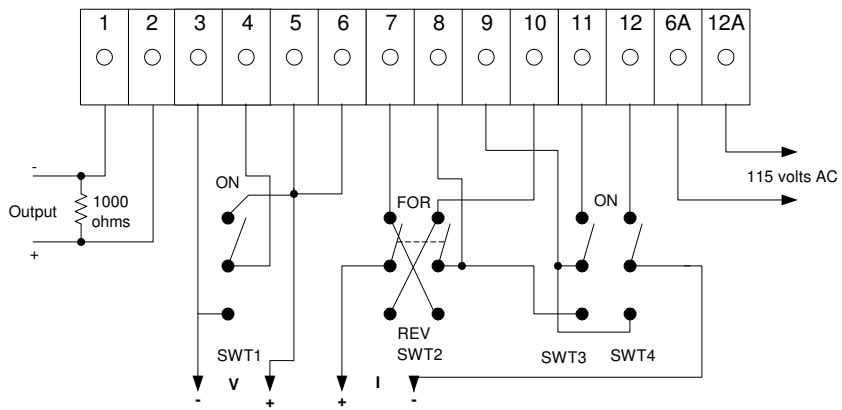 1 2 3 4 5 6 7 8 9 10 11 12 6A 12A
-
Output
1000
ohms
+
ON
FOR
ON
115 volts AC
-
REV
SWT1
SWT2
SWT3
SWT4
V
I
-
+
+
-